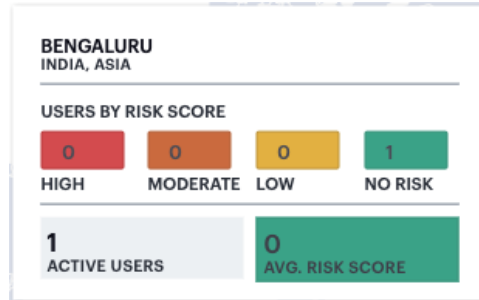 BENGALURU
INDIA, ASIA
USERS BY RISK SCORE
0 0 0 1
HIGH MODERATE LOW NO RISK
1 0
ACTIVE USERS AVG. RISK SCORE